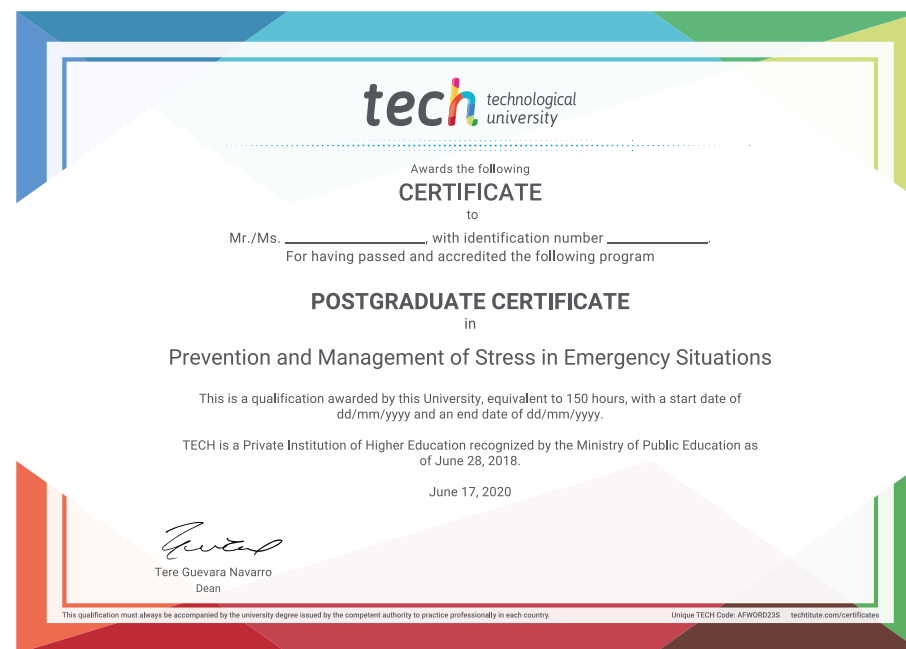 tech technological
university
Awards the following
CERTIFICATE
to
Mr./Ms. ____________________, with identification number ______________.
For having passed and accredited the following program
POSTGRADUATE CERTIFICATE
in
Prevention and Management of Stress in Emergency Situations
This is a qualification awarded by this University, equivalent to 150 hours, with a start date of
dd/mm/yyyy and an end date of dd/mm/yyyy.
TECH is a Private Institution of Higher Education recognized by the Ministry of Public Education as
of June 28, 2018.
June 17, 2020
Tere Guevara Navarro
Dean
This qualification must always be accompanied by the university degree issued by the competent authority to practice professionally in each country. Unique TECH Code: AFWORD23S techtitute.com/certificates